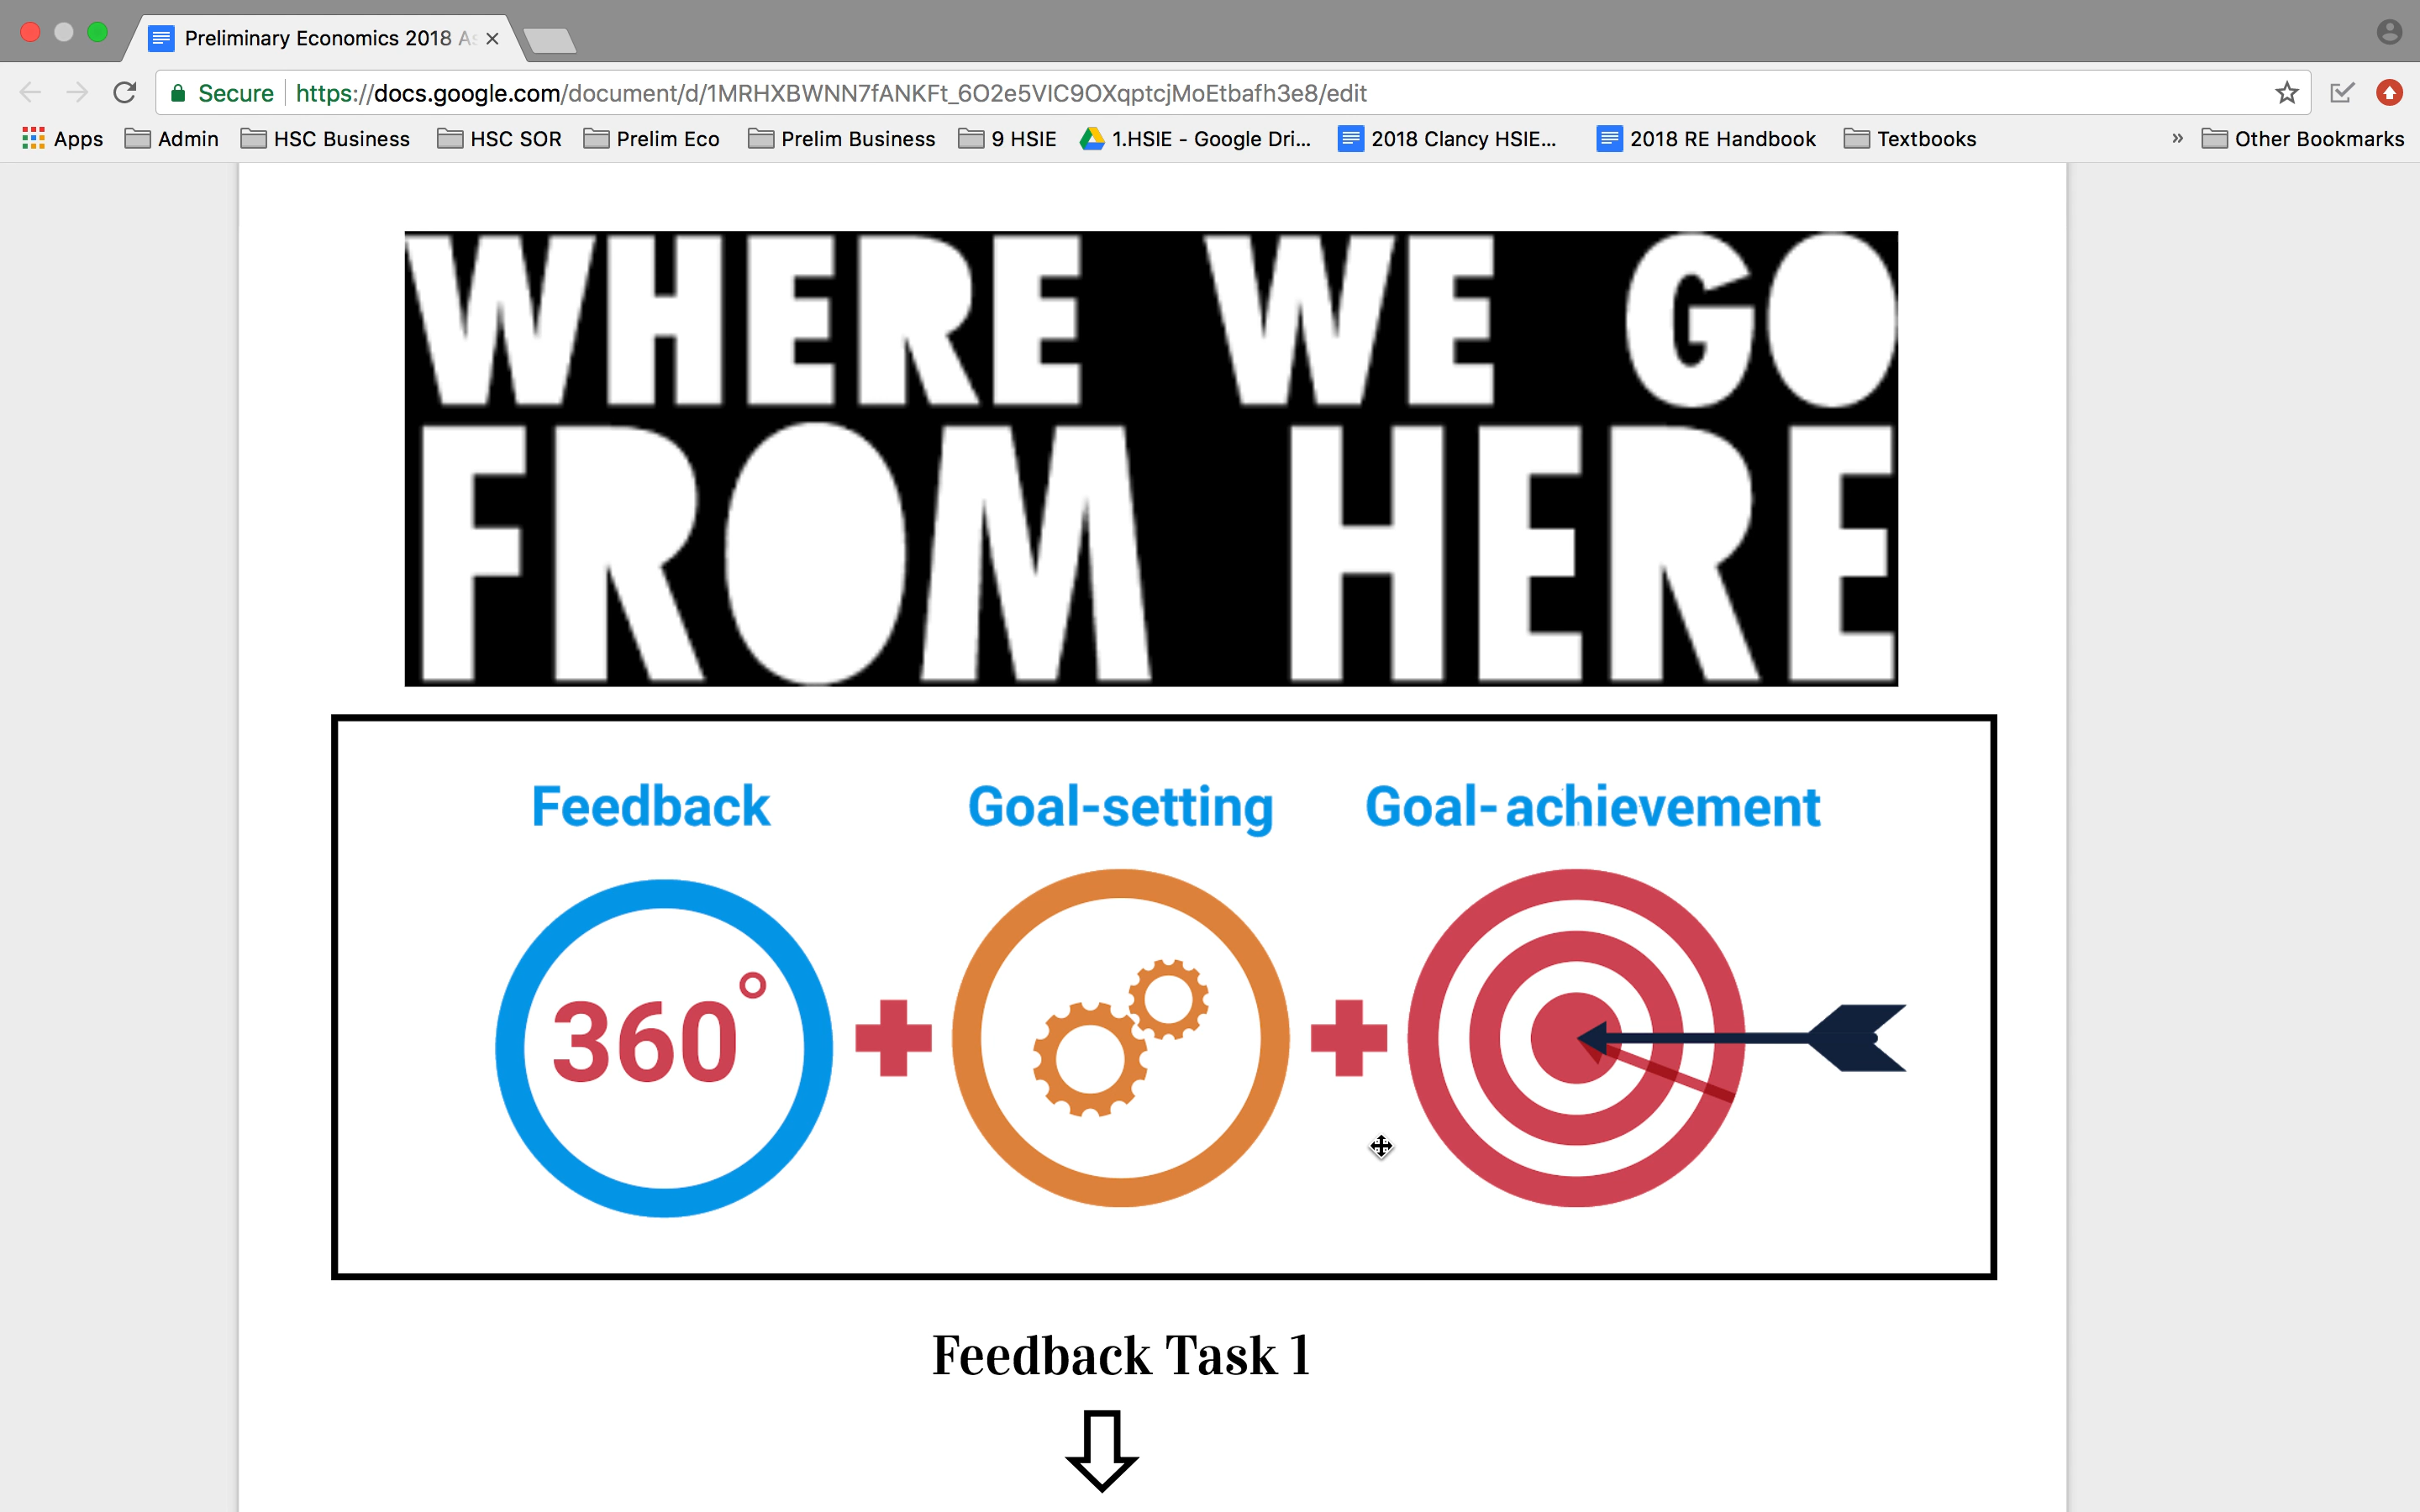 Preliminary Economics 2018 As
Secure https://docs.google.com/document/d/1MRHXBWNN7fANKFt_6O2e5VIC9OXqptcjMoEtbafh3e8/edit
Apps Admin HSC Business HSC SOR Prelim Eco Prelim Business 9 HSIE 1.HSIE - Google Dri... 2018 Clancy HSIE... 2018 RE Handbook Textbooks » Other Bookmarks
WHERE WE GO
FROM HERE
Feedback Goal-setting Goal-achievement
360°
Feedback Task 1